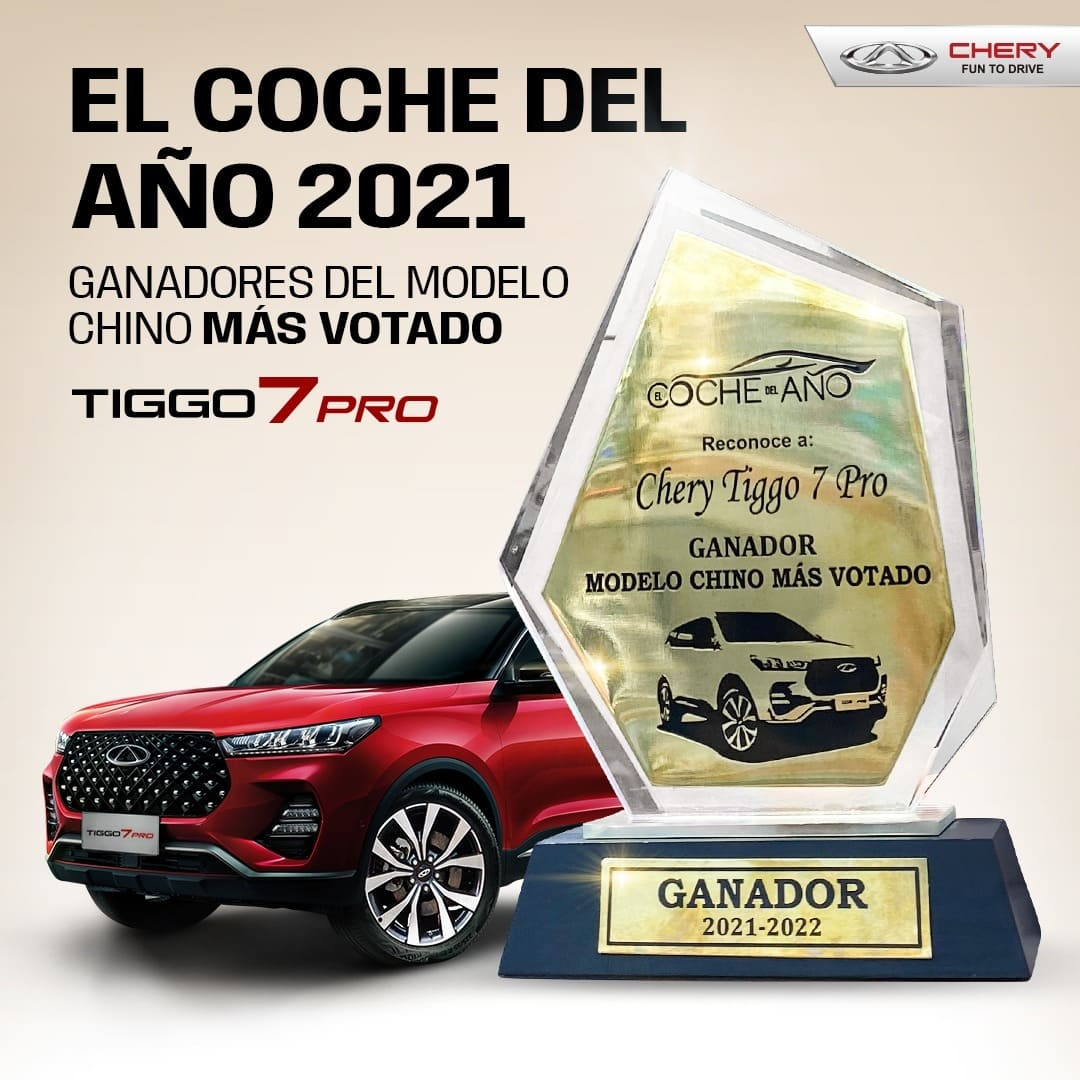 CHERY
FUN TO DRIVE
EL COCHE DEL
AÑO 2021
GANADORES DEL MODELO
CHINO MÁS VOTADO
TIGGO7PRO
EL COCHE DEL AÑO
Reconoce a:
Chery Tiggo 7 Pro
GANADOR
MODELO CHINO MÁS VOTADO
TIGGO7PRO
GANADOR
2021-2022